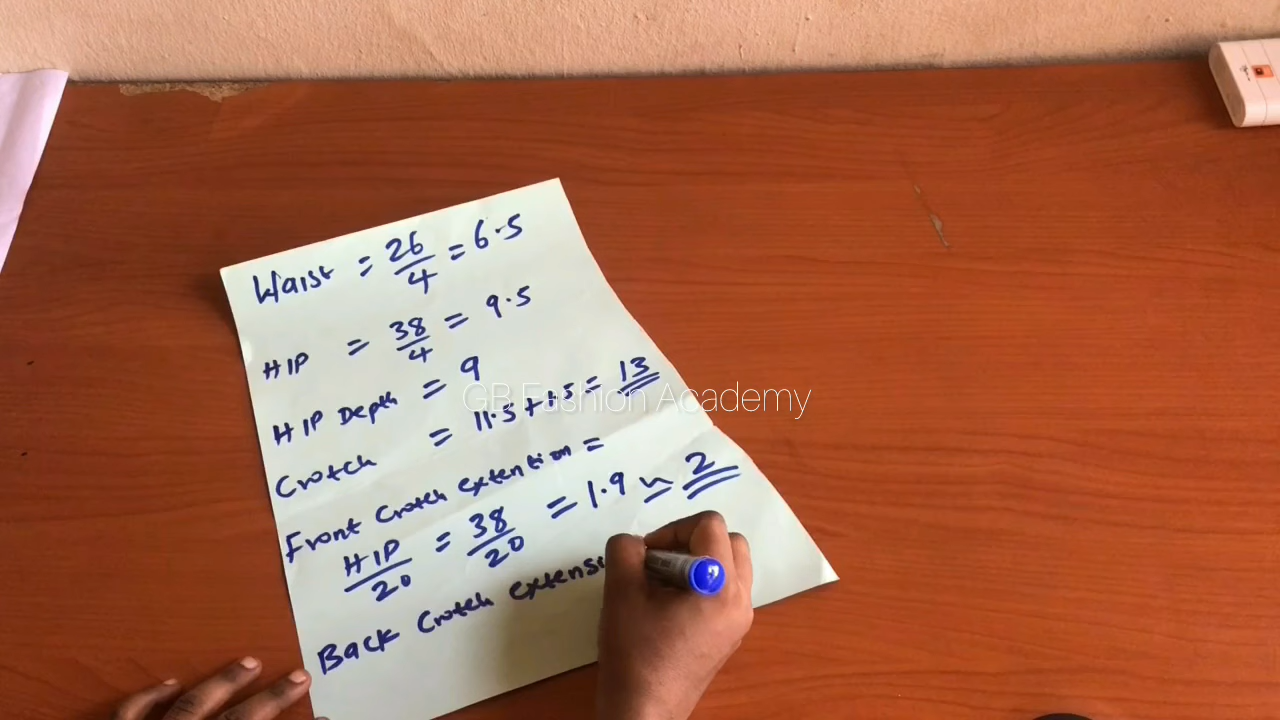 Waist = 26/4 = 6.5
HIP = 38/4 = 9.5
HIP Depth = 9
Crotch = 11.5 + 1.5 = 13
Front Crotch extention =
HIP/20 = 38/20 = 1.9 ≃ 2
Back Crotch extensi
GB Fashion Academy